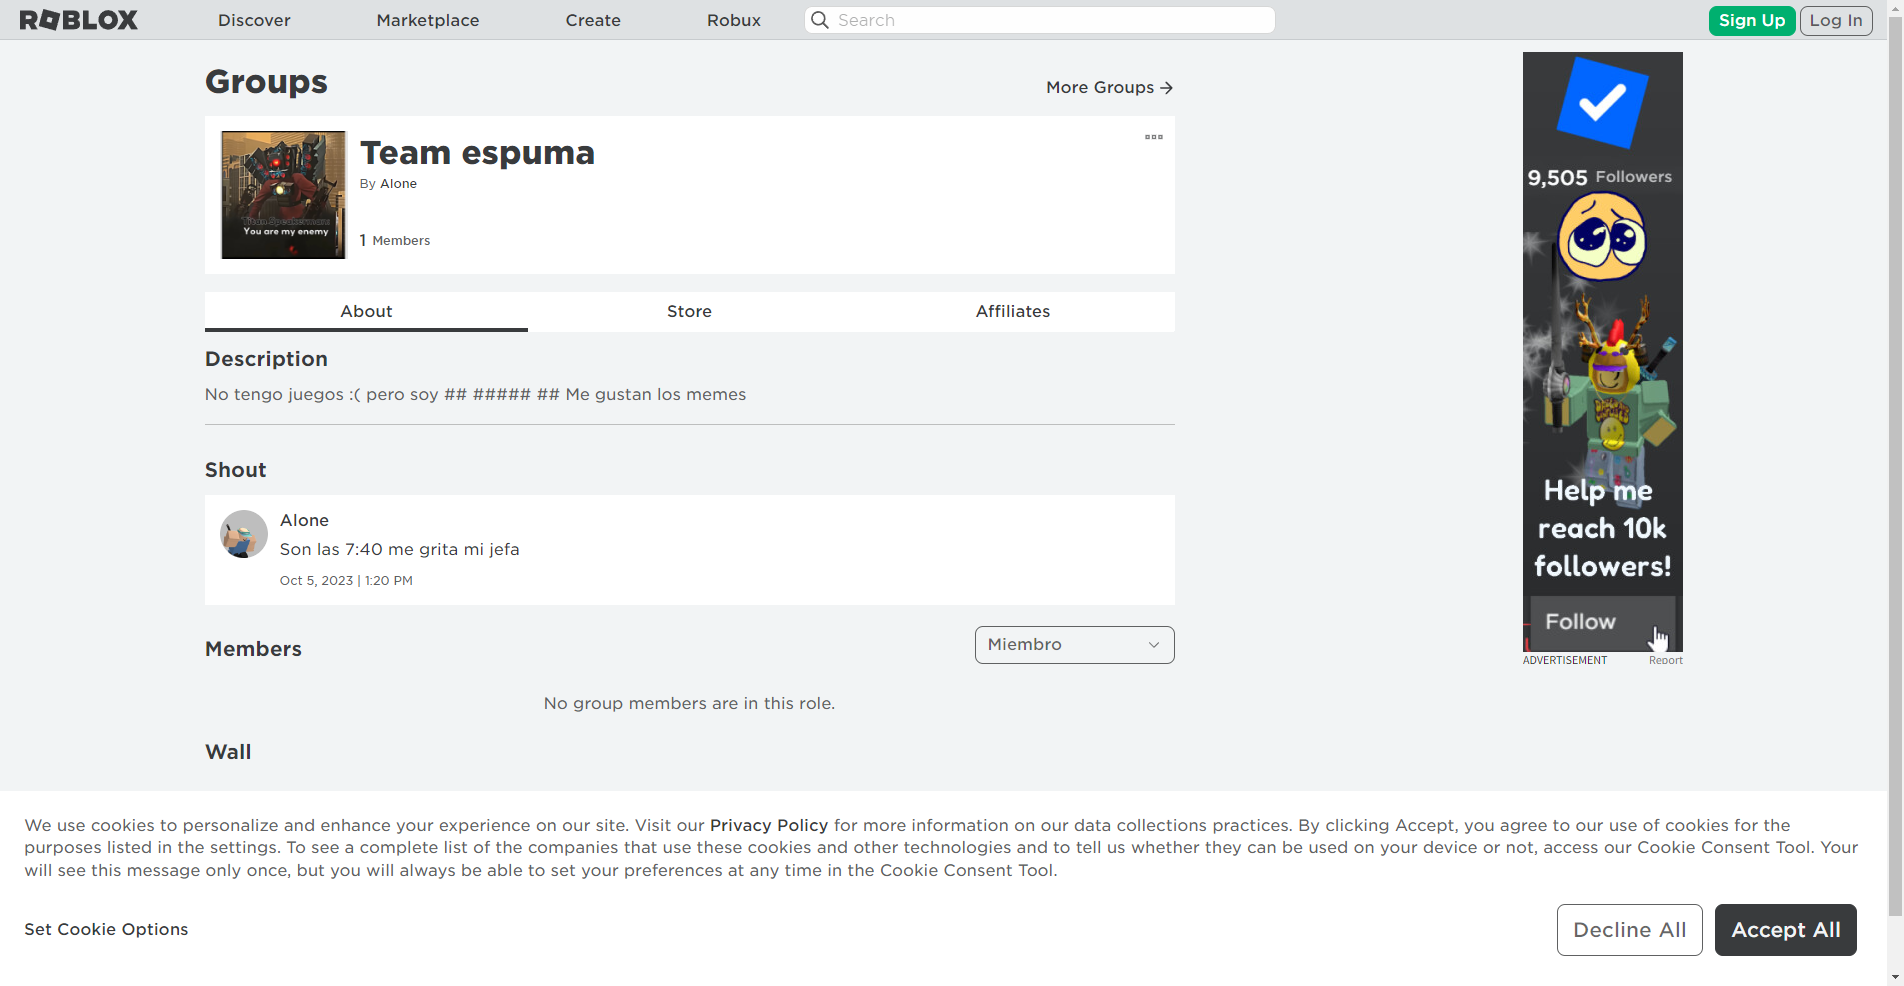 ROBLOX Discover Marketplace Create Robux Search Sign Up Log In
Groups
More Groups
Team espuma
By Alone
1 Members
Titan Speakerman:
You are my enemy
About Store Affiliates
Description
No tengo juegos :( pero soy ## ##### ## Me gustan los memes
Shout
Alone
Son las 7:40 me grita mi jefa
Oct 5, 2023 | 1:20 PM
Members
Miembro
No group members are in this role.
Wall
9,505 Followers
Help me
reach 10k
followers!
Follow
ADVERTISEMENT Report
We use cookies to personalize and enhance your experience on our site. Visit our Privacy Policy for more information on our data collections practices. By clicking Accept, you agree to our use of cookies for the
purposes listed in the settings. To see a complete list of the companies that use these cookies and other technologies and to tell us whether they can be used on your device or not, access our Cookie Consent Tool. Your
will see this message only once, but you will always be able to set your preferences at any time in the Cookie Consent Tool.
Set Cookie Options
Decline All
Accept All